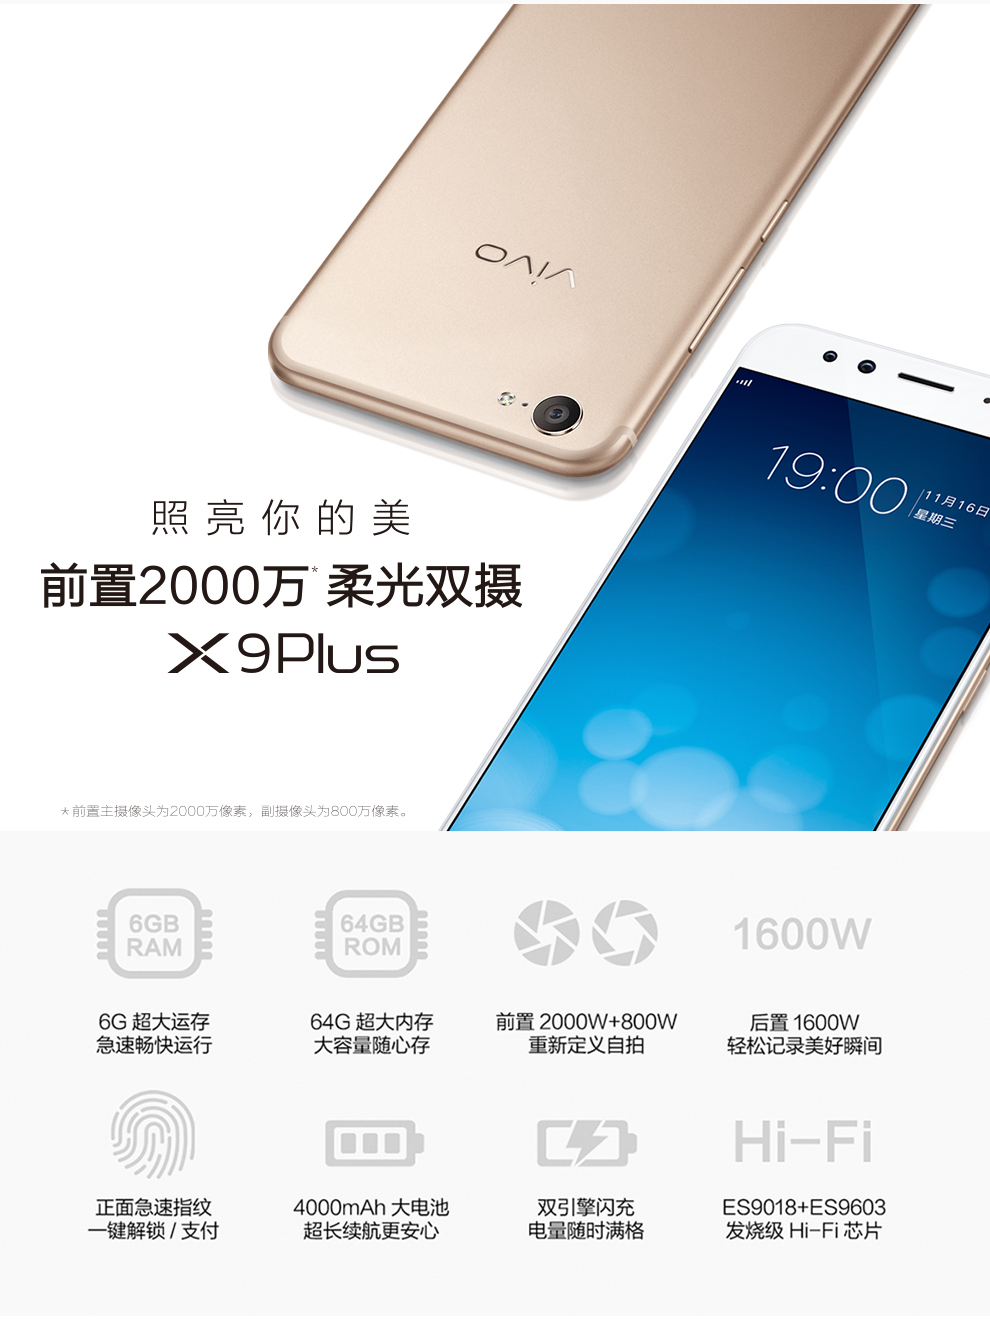 vivo
19:00
11月16日
星期三
照亮你的美
前置2000万* 柔光双摄
X9Plus
*前置主摄像头为2000万像素，副摄像头为800万像素。
6GB
RAM
64GB
ROM
1600W
6G 超大运存
急速畅快运行
64G 超大内存
大容量随心存
前置 2000W+800W
重新定义自拍
后置 1600W
轻松记录美好瞬间
Hi-Fi
正面急速指纹
一键解锁 / 支付
4000mAh 大电池
超长续航更安心
双引擎闪充
电量随时满格
ES9018+ES9603
发烧级 Hi-Fi 芯片